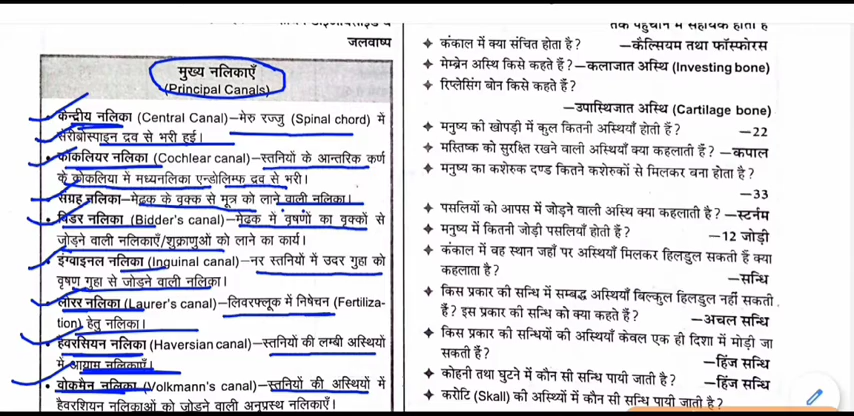 जलवाष्प
मुख्य नलिकाएँ
(Principal Canals)
• केन्द्रीय नलिका (Central Canal)—मेरु रज्जु (Spinal chord) में
सेरीब्रोस्पाइन द्रव से भरी हुई।
• कॉकलियर नलिका (Cochlear canal)—स्तनियों के आन्तरिक कर्ण
के कोकलिया में मध्यनलिका एन्डोलिम्फ द्रव से भरी।
• संग्रह नलिका—मेढक के वृक्क से मूत्र को लाने वाली नलिका।
• बिडर नलिका (Bidder's canal)—मेढक में वृषणों का वृक्कों से
जोड़ने वाली नलिकाएँ/शुक्राणुओं को लाने का कार्य।
• इंग्वाइनल नलिका (Inguinal canal)—नर स्तनियों में उदर गुहा को
वृषण गुहा से जोड़ने वाली नलिका।
• लॉरर नलिका (Laurer's canal)—लिवरफ्लूक में निषेचन (Fertiliza-
tion) हेतु नलिका।
• हैवरसियन नलिका (Haversian canal)—स्तनियों की लम्बी अस्थियों
में आयाम नलिकाएँ।
• वोकमैन नलिका (Volkmann's canal)—स्तनियों की अस्थियों में
हैवरशियन नलिकाओं को जोड़ने वाली अनुप्रस्थ नलिकाएँ।
तक पहुँचाने में सहायक होती है
✦ कंकाल में क्या संचित होता है? —कैल्सियम तथा फॉस्फोरस
✦ मेम्ब्रेन अस्थि किसे कहते हैं?—कलाजात अस्थि (Investing bone)
✦ रिप्लेसिंग बोन किसे कहते हैं?
—उपास्थिजात अस्थि (Cartilage bone)
✦ मनुष्य की खोपड़ी में कुल कितनी अस्थियाँ होती हैं? —22
✦ मस्तिष्क को सुरक्षित रखने वाली अस्थियाँ क्या कहलाती हैं? —कपाल
✦ मनुष्य का कशेरुक दण्ड कितने कशेरुकों से मिलकर बना होता है?
—33
✦ पसलियों को आपस में जोड़ने वाली अस्थि क्या कहलाती है? —स्टर्नम
✦ मनुष्य में कितनी जोड़ी पसलियाँ होती हैं? —12 जोड़ी
✦ कंकाल में वह स्थान जहाँ पर अस्थियाँ मिलकर हिलडुल सकती हैं क्या
कहलाता है? —सन्धि
✦ किस प्रकार की सन्धि में सम्बद्ध अस्थियाँ बिल्कुल हिलडुल नहीं सकती
हैं? इस प्रकार की सन्धि को क्या कहते हैं? —अचल सन्धि
✦ किस प्रकार की सन्धियों की अस्थियाँ केवल एक ही दिशा में मोड़ी जा
सकती हैं? —हिंज सन्धि
✦ कोहनी तथा घुटने में कौन सी सन्धि पायी जाती है? —हिंज सन्धि
✦ करोटि (Skall) की अस्थियों में कौन सी सन्धि पायी जाती है?